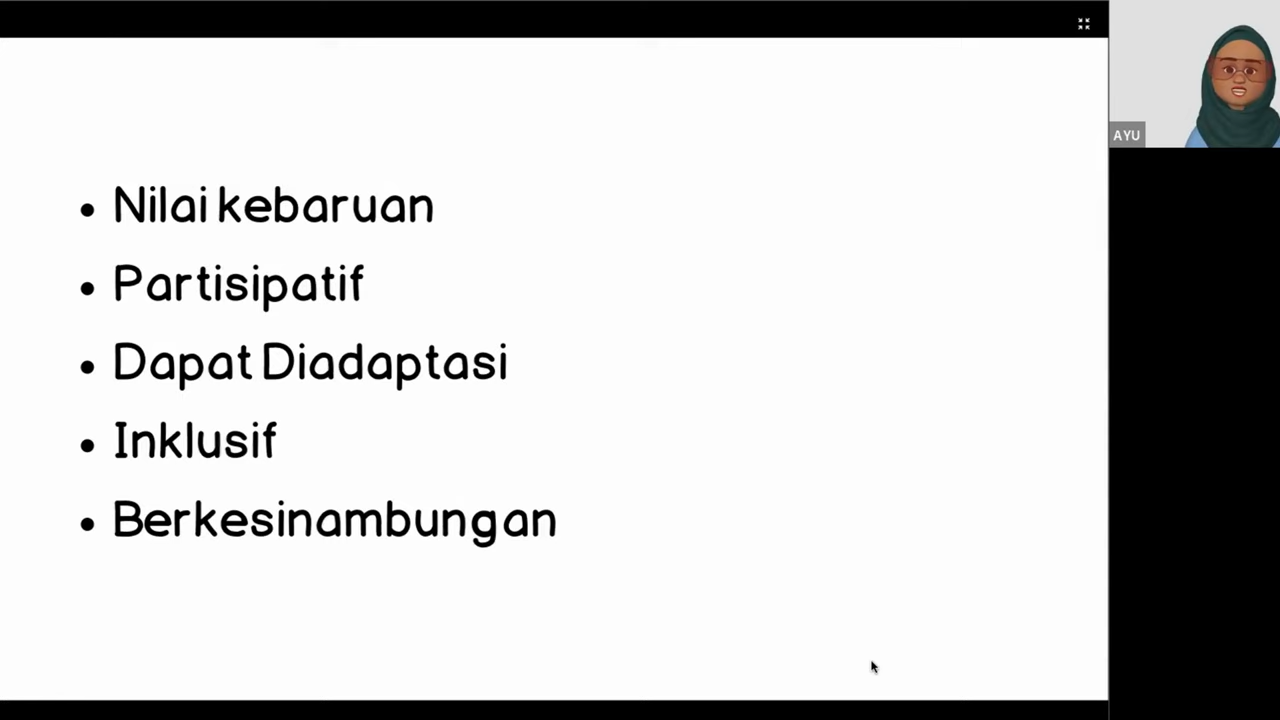 • Nilai kebaruan
• Partisipatif
• Dapat Diadaptasi
• Inklusif
• Berkesinambungan
AYU